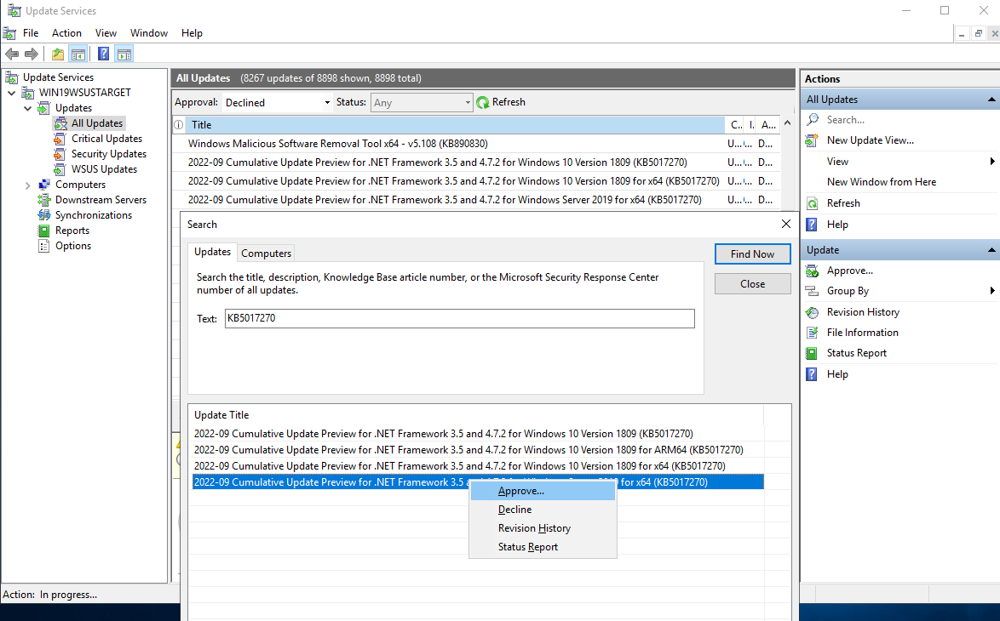 Update Services
File Action View Window Help
Update Services
WIN19WSUSTARGET
Updates
All Updates
Critical Updates
Security Updates
WSUS Updates
Computers
Downstream Servers
Synchronizations
Reports
Options
All Updates (8267 updates of 8898 shown, 8898 total)
Approval: Declined Status: Any Refresh
Title C.. I. A...
Windows Malicious Software Removal Tool x64 - v5.108 (KB890830) U... ... D...
2022-09 Cumulative Update Preview for .NET Framework 3.5 and 4.7.2 for Windows 10 Version 1809 (KB5017270) U... ... D...
2022-09 Cumulative Update Preview for .NET Framework 3.5 and 4.7.2 for Windows 10 Version 1809 for x64 (KB5017270) U... ... D...
2022-09 Cumulative Update Preview for .NET Framework 3.5 and 4.7.2 for Windows Server 2019 for x64 (KB5017270) U... ... D...
Search
Updates Computers
Find Now
Close
Search the title, description, Knowledge Base article number, or the Microsoft Security Response Center
number of all updates.
Text: KB5017270
Update Title
2022-09 Cumulative Update Preview for .NET Framework 3.5 and 4.7.2 for Windows 10 Version 1809 (KB5017270)
2022-09 Cumulative Update Preview for .NET Framework 3.5 and 4.7.2 for Windows 10 Version 1809 for ARM64 (KB5017270)
2022-09 Cumulative Update Preview for .NET Framework 3.5 and 4.7.2 for Windows 10 Version 1809 for x64 (KB5017270)
2022-09 Cumulative Update Preview for .NET Framework 3.5 for x64 (KB5017270)
Approve...
Decline
Revision History
Status Report
Actions
All Updates
Search...
New Update View...
View
New Window from Here
Refresh
Help
Update
Approve...
Group By
Revision History
File Information
Status Report
Help
Action: In progress...